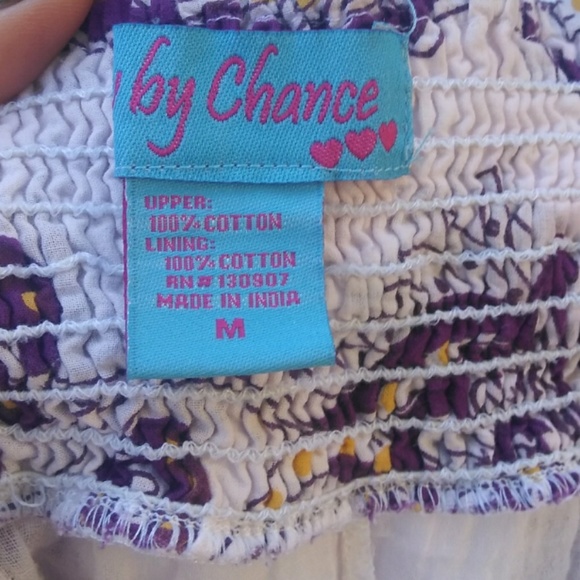 by Chance
UPPER:
100% COTTON
LINING:
100% COTTON
RN# 130907
MADE IN INDIA
M